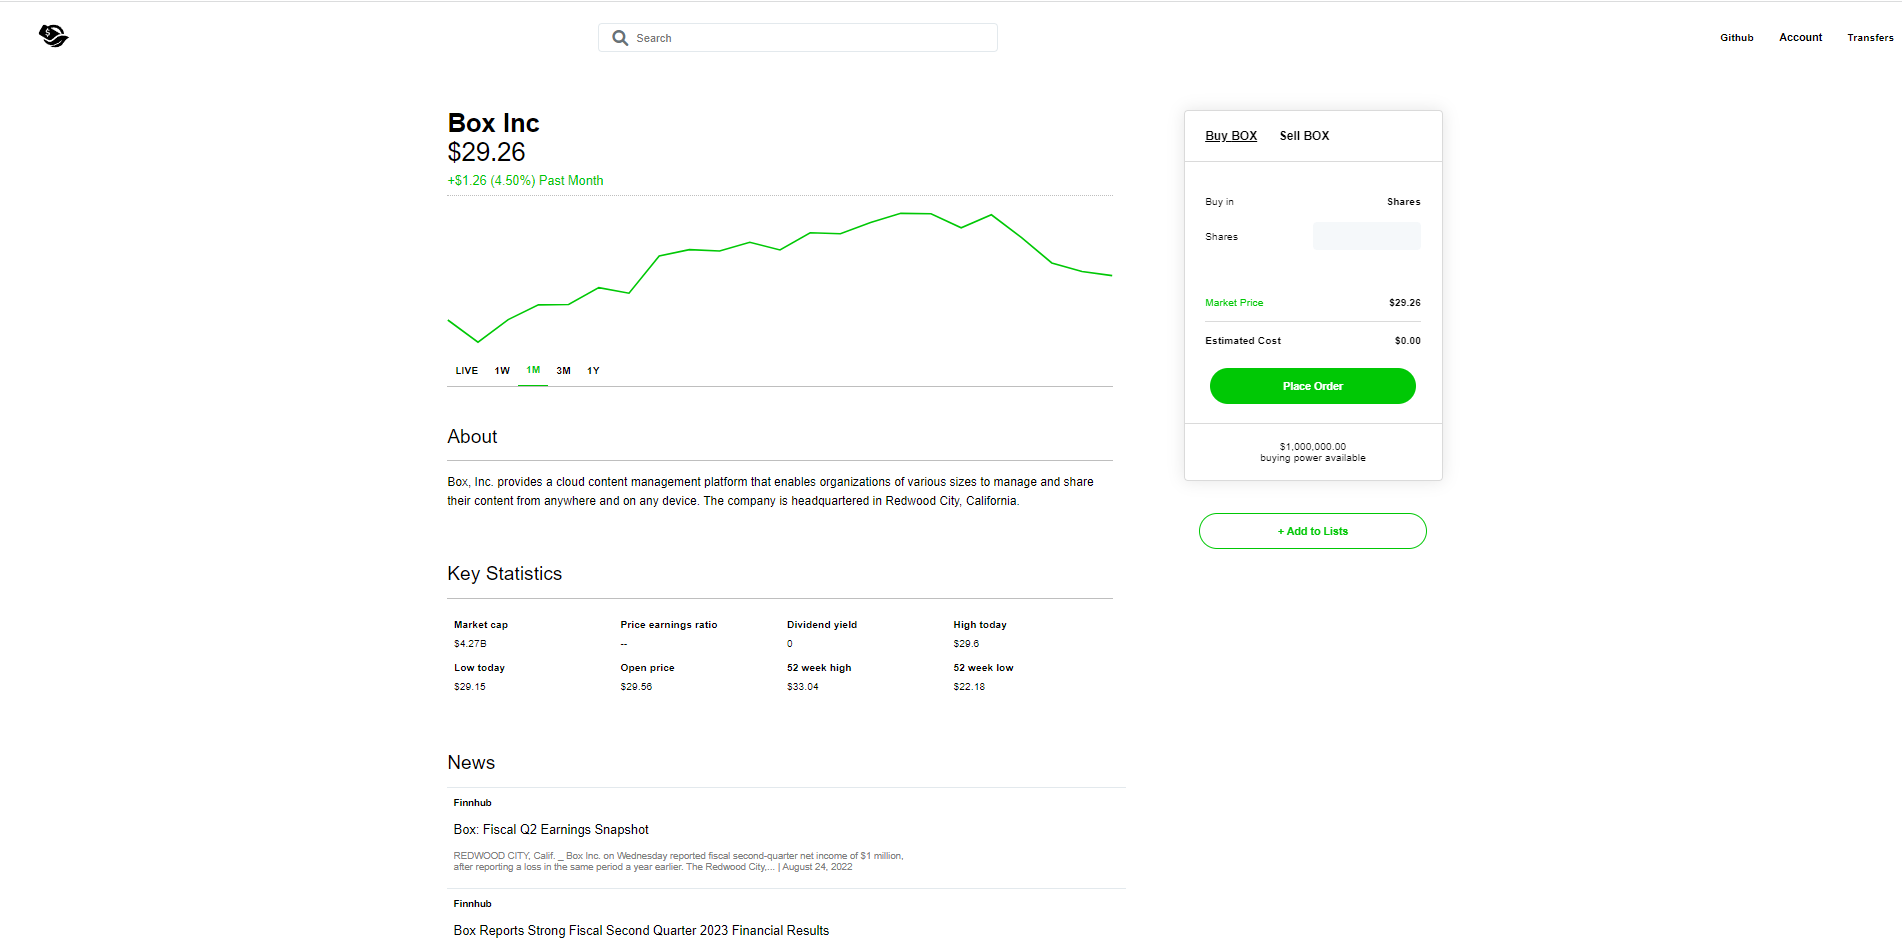 $
Search
Github Account Transfers
Box Inc
$29.26
+$1.26 (4.50%) Past Month
LIVE 1W 1M 3M 1Y
About
Box, Inc. provides a cloud content management platform that enables organizations of various sizes to manage and share
their content from anywhere and on any device. The company is headquartered in Redwood City, California.
Key Statistics
Market cap Price earnings ratio Dividend yield High today
$4.27B -- 0 $29.6
Low today Open price 52 week high 52 week low
$29.15 $29.56 $33.04 $22.18
News
Finnhub
Box: Fiscal Q2 Earnings Snapshot
REDWOOD CITY, Calif. _ Box Inc. on Wednesday reported fiscal second-quarter net income of $1 million,
after reporting a loss in the same period a year earlier. The Redwood City,... | August 24, 2022
Finnhub
Box Reports Strong Fiscal Second Quarter 2023 Financial Results
Buy BOX Sell BOX
Buy in Shares
Shares
Market Price $29.26
Estimated Cost $0.00
Place Order
$1,000,000.00
buying power available
+ Add to Lists